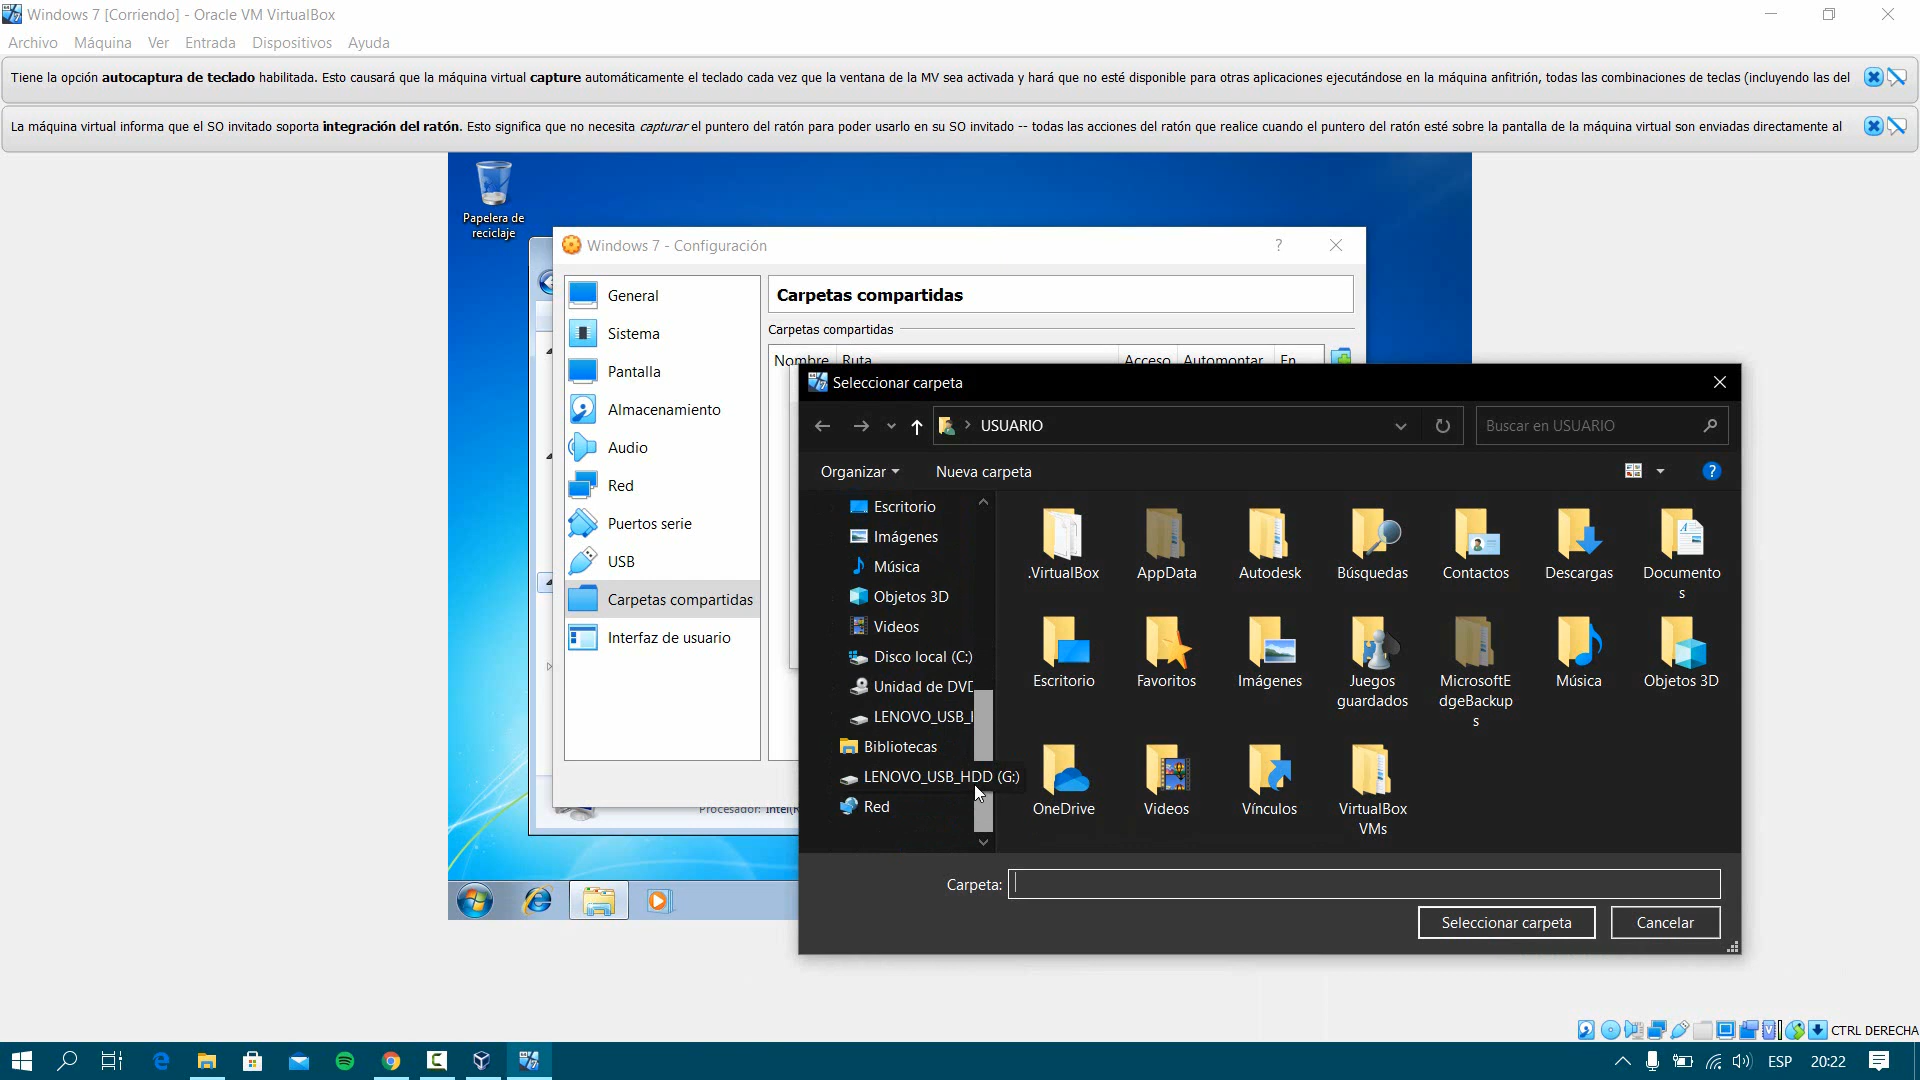 Windows 7 [Corriendo] - Oracle VM VirtualBox
Archivo Máquina Ver Entrada Dispositivos Ayuda
Tiene la opción autocaptura de teclado habilitada. Esto causará que la máquina virtual capture automáticamente el teclado cada vez que la ventana de la MV sea activada y hará que no esté disponible para otras aplicaciones ejecutándose en la máquina anfitrión, todas las combinaciones de teclas (incluyendo las del
La máquina virtual informa que el SO invitado soporta integración del ratón. Esto significa que no necesita capturar el puntero del ratón para poder usarlo en su SO invitado -- todas las acciones del ratón que realice cuando el puntero del ratón esté sobre la pantalla de la máquina virtual son enviadas directamente al
Papelera de
reciclaje
Windows 7 - Configuración
General
Sistema
Pantalla
Almacenamiento
Audio
Red
Puertos serie
USB
Carpetas compartidas
Interfaz de usuario
Carpetas compartidas
Carpetas compartidas
Nombre Ruta Acceso Automontar En
Procesador:
Seleccionar carpeta
USUARIO
Buscar en USUARIO
Organizar Nueva carpeta
Escritorio
Imágenes
Música
Objetos 3D
Videos
Disco local (C:)
Unidad de DVD
LENOVO_USB_H
Bibliotecas
LENOVO_USB_HDD (G:)
Red
.VirtualBox
AppData
Autodesk
Búsquedas
Contactos
Descargas
Documento
s
Escritorio
Favoritos
Imágenes
Juegos
guardados
MicrosoftE
dgeBackup
s
Música
Objetos 3D
OneDrive
Videos
Vínculos
VirtualBox
VMs
Carpeta:
Seleccionar carpeta Cancelar
CTRL DERECHA
ESP 20:22